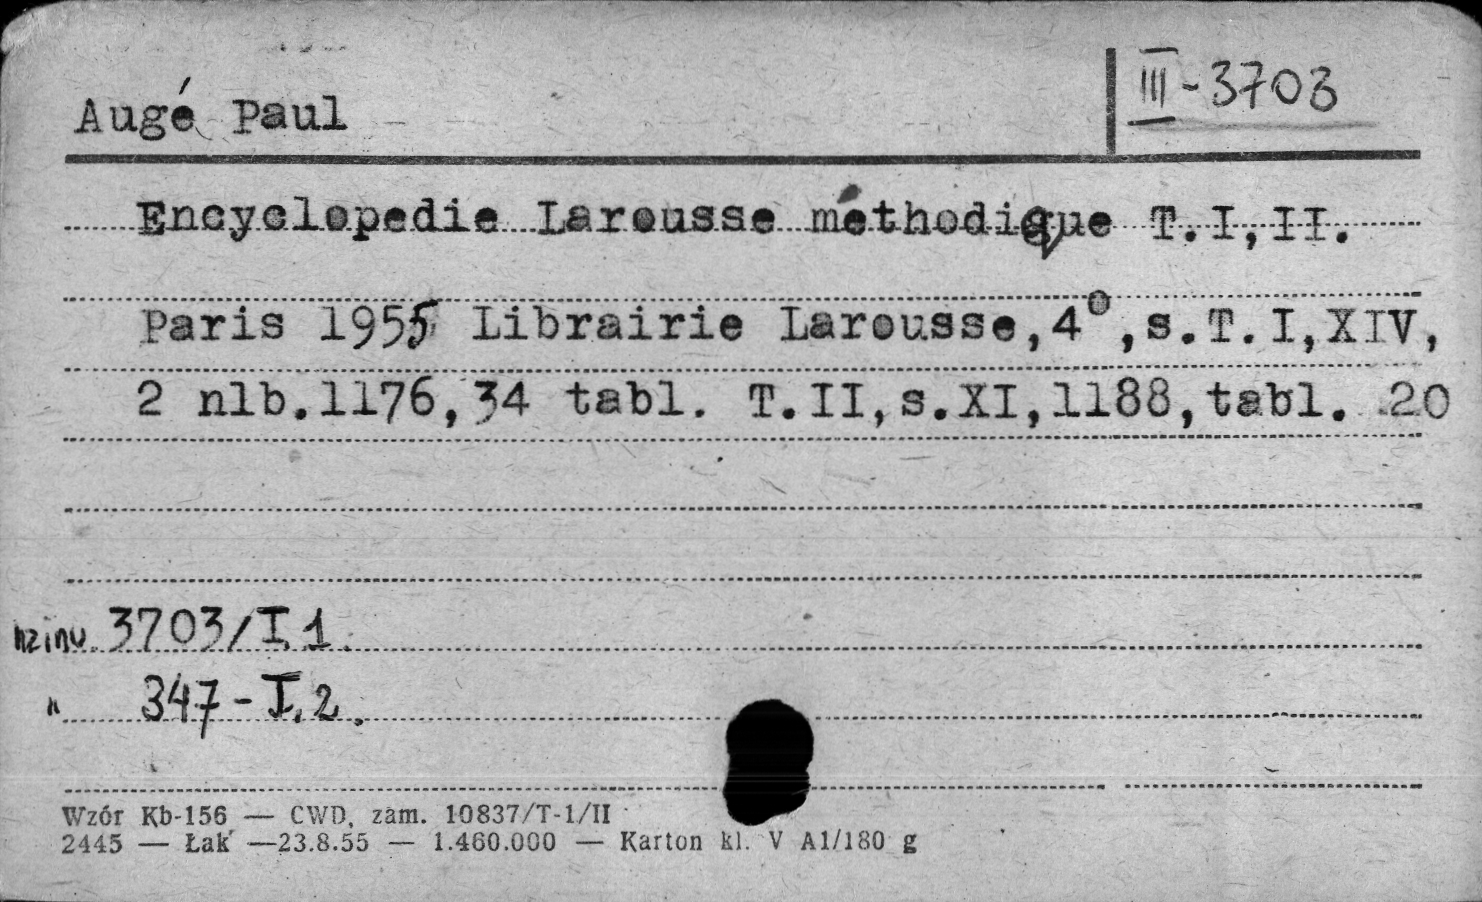 Augé Paul
III-3703
Encyclopedie Larousse méthodique T.I,II.
Paris 1955 Librairie Larousse,4°,s.T.I,XIV,
2 nlb.1176,34 tabl. T.II,s.XI,1188,tabl. 20
3703/I.1.
" 347-I.2.
Wzór Kb-156 — CWD, zam. 10837/T-1/II
2445 — Łak —23.8.55 — 1.460.000 — Karton kl. V A1/180 g